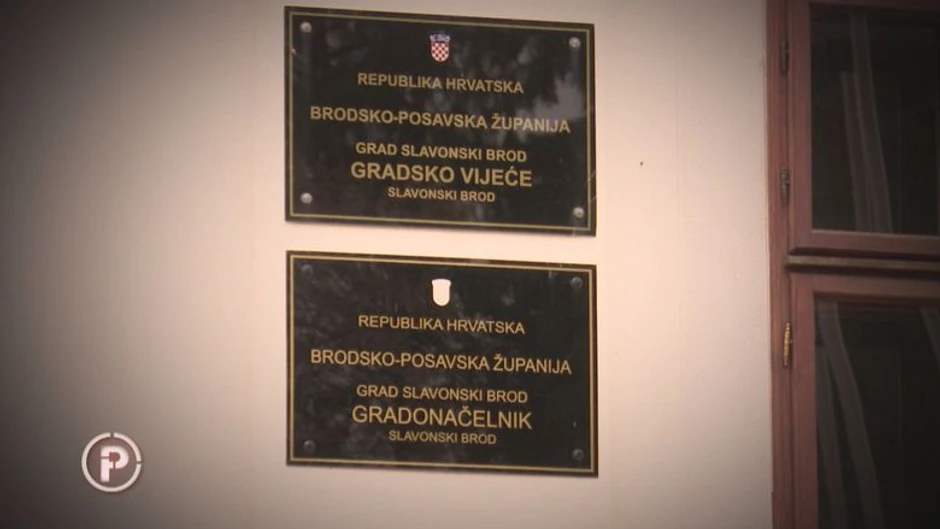 REPUBLIKA HRVATSKA
BRODSKO-POSAVSKA ŽUPANIJA
GRAD SLAVONSKI BROD
GRADSKO VIJEĆE
SLAVONSKI BROD
REPUBLIKA HRVATSKA
BRODSKO-POSAVSKA ŽUPANIJA
GRAD SLAVONSKI BROD
GRADONAČELNIK
SLAVONSKI BROD
P